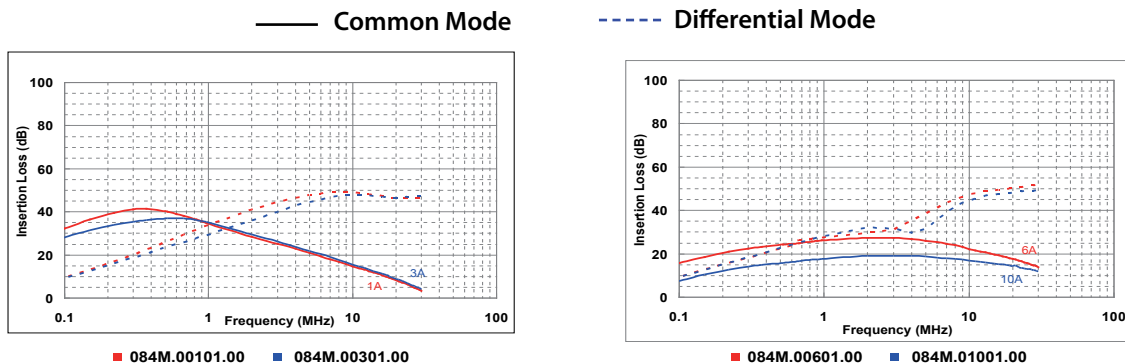 Common Mode
Differential Mode
100
80
60
40
20
0
Insertion Loss (dB)
0.1
1
10
100
Frequency (MHz)
3A
1A
084M.00101.00
084M.00301.00
100
80
60
40
20
0
Insertion Loss (dB)
0.1
1
10
100
Frequency (MHz)
6A
10A
084M.00601.00
084M.01001.00